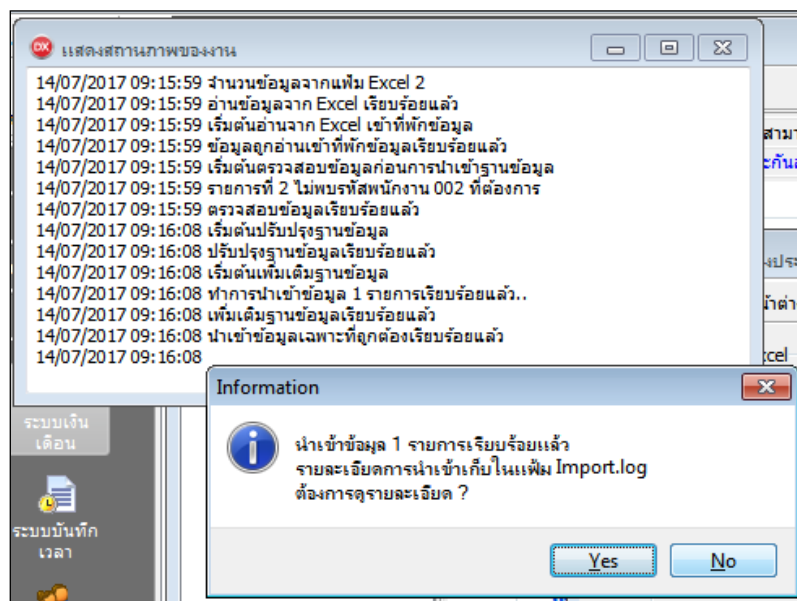 แสดงสถานภาพของงาน
14/07/2017 09:15:59 จำนวนข้อมูลจากแฟ้ม Excel 2
14/07/2017 09:15:59 อ่านข้อมูลจาก Excel เรียบร้อยแล้ว
14/07/2017 09:15:59 เริ่มต้นอ่านจาก Excel เข้าที่พักข้อมูล
14/07/2017 09:15:59 ข้อมูลถูกอ่านเข้าที่พักข้อมูลเรียบร้อยแล้ว
14/07/2017 09:15:59 เริ่มต้นตรวจสอบข้อมูลก่อนการนำเข้าฐานข้อมูล
14/07/2017 09:15:59 รายการที่ 2 ไม่พบรหัสพนักงาน 002 ที่ต้องการ
14/07/2017 09:15:59 ตรวจสอบข้อมูลเรียบร้อยแล้ว
14/07/2017 09:16:08 เริ่มต้นปรับปรุงฐานข้อมูล
14/07/2017 09:16:08 ปรับปรุงฐานข้อมูลเรียบร้อยแล้ว
14/07/2017 09:16:08 เริ่มต้นเพิ่มเติมฐานข้อมูล
14/07/2017 09:16:08 ทำการนำเข้าข้อมูล 1 รายการเรียบร้อยแล้ว..
14/07/2017 09:16:08 เพิ่มเติมฐานข้อมูลเรียบร้อยแล้ว
14/07/2017 09:16:08 นำเข้าข้อมูลเฉพาะที่ถูกต้องเรียบร้อยแล้ว
14/07/2017 09:16:08
Information
นำเข้าข้อมูล 1 รายการเรียบร้อยแล้ว
รายละเอียดการนำเข้าเก็บในแฟ้ม Import.log
ต้องการดูรายละเอียด ?
Yes No
ระบบเงิน
เดือน
ระบบบันทึก
เวลา